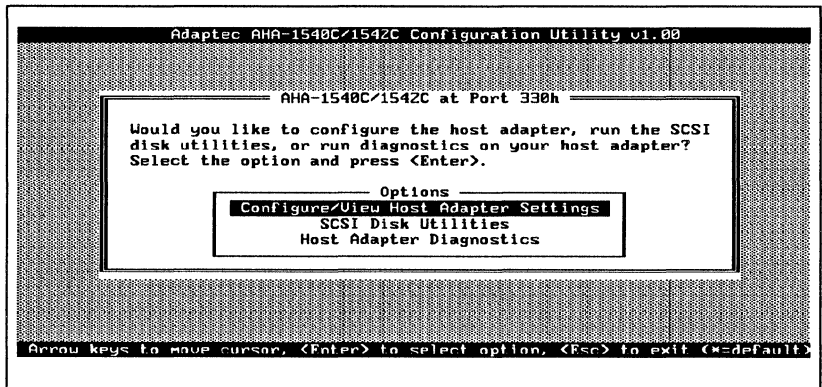 Adaptec AHA-1540C/1542C Configuration Utility v1.00
AHA-1540C/1542C at Port 330h
Would you like to configure the host adapter, run the SCSI
disk utilities, or run diagnostics on your host adapter?
Select the option and press <Enter>.
Options
Configure/View Host Adapter Settings
SCSI Disk Utilities
Host Adapter Diagnostics
Arrow keys to move cursor, <Enter> to select option, <Esc> to exit (*=default)